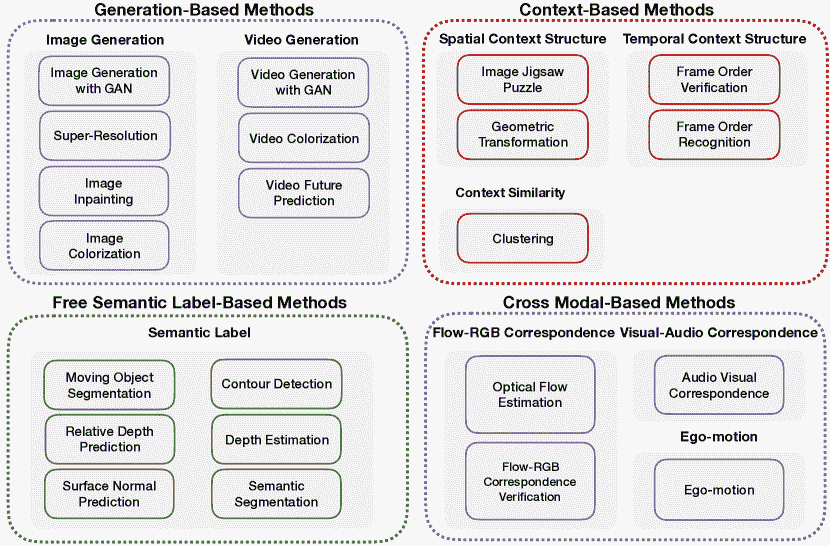 Generation-Based Methods
Image Generation
Image Generation
with GAN
Super-Resolution
Image
Inpainting
Image
Colorization
Video Generation
Video Generation
with GAN
Video Colorization
Video Future
Prediction
Context-Based Methods
Spatial Context Structure
Image Jigsaw
Puzzle
Geometric
Transformation
Temporal Context Structure
Frame Order
Verification
Frame Order
Recognition
Context Similarity
Clustering
Free Semantic Label-Based Methods
Semantic Label
Moving Object
Segmentation
Relative Depth
Prediction
Surface Normal
Prediction
Contour Detection
Depth Estimation
Semantic
Segmentation
Cross Modal-Based Methods
Flow-RGB Correspondence
Optical Flow
Estimation
Flow-RGB
Correspondence
Verification
Visual-Audio Correspondence
Audio Visual
Correspondence
Ego-motion
Ego-motion